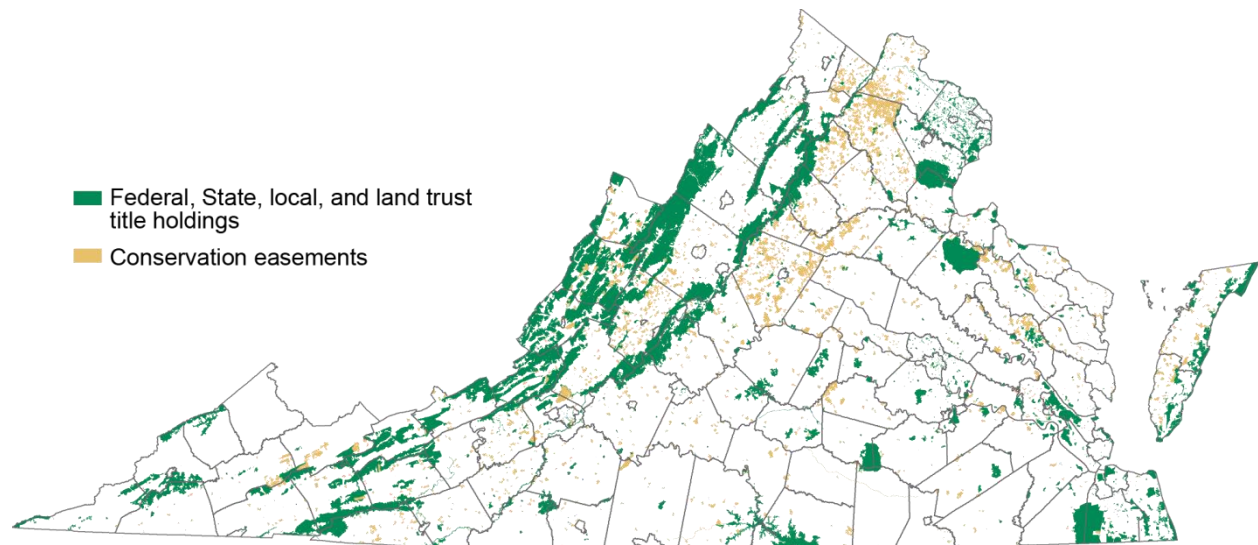 Federal, State, local, and land trust
title holdings
Conservation easements